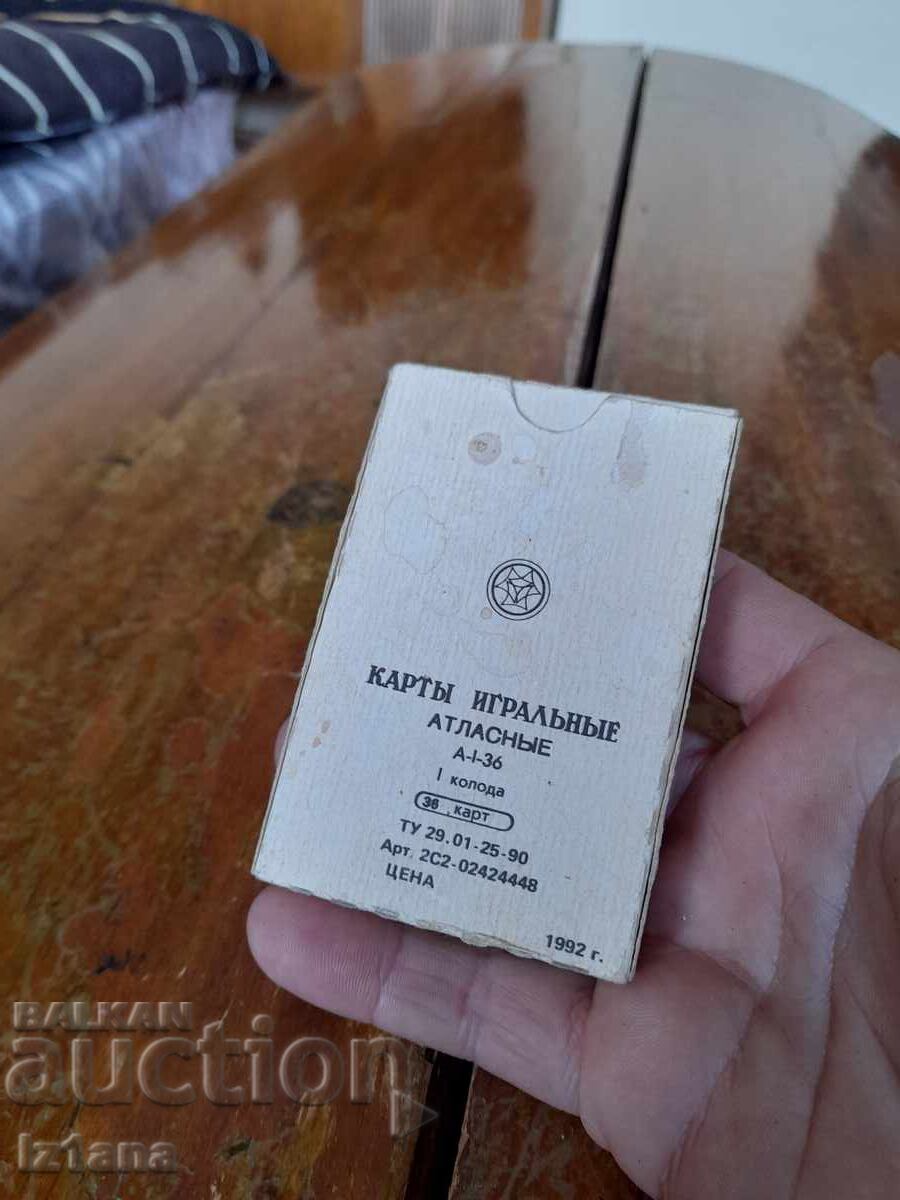 КАРТЫ ИГРАЛЬНЫЕ
АТЛАСНЫЕ
А-I-36
I колода
36 карт
ТУ 29.01-25-90
Арт. 2С2-02424448
ЦЕНА
1992 г.
BALKAN
auction
Iz1ana